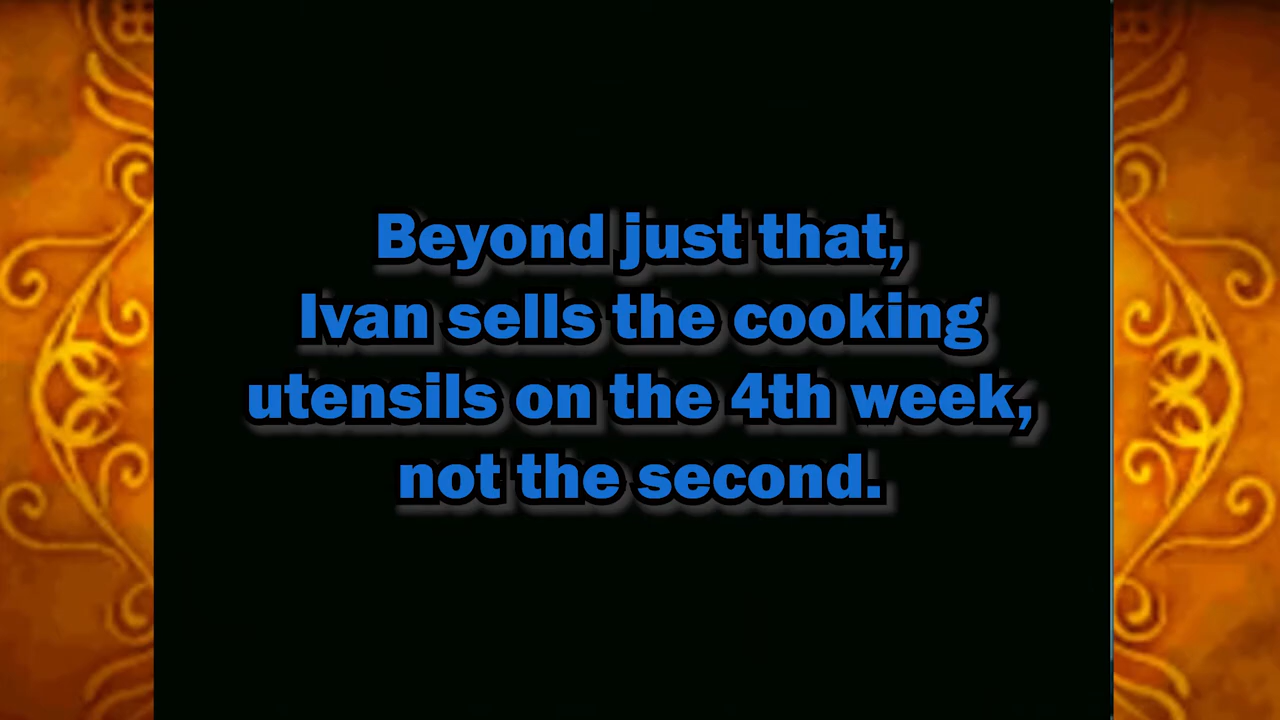 Beyond just that,
Ivan sells the cooking
utensils on the 4th week,
not the second.